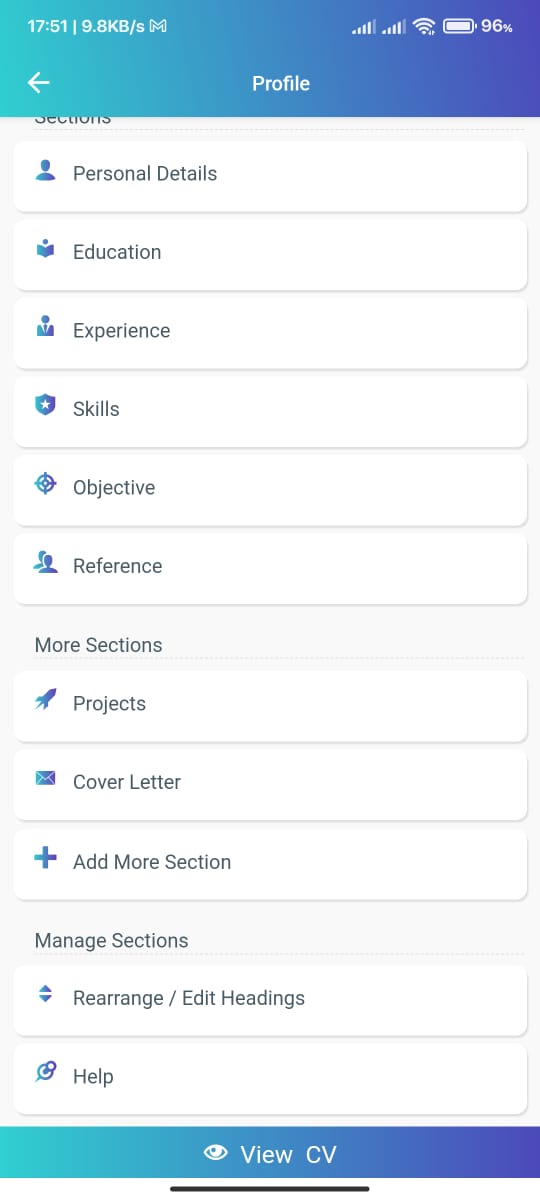 17:51 | 9.8KB/s
96%
Profile
Sections
Personal Details
Education
Experience
Skills
Objective
Reference
More Sections
Projects
Cover Letter
Add More Section
Manage Sections
Rearrange / Edit Headings
Help
View CV